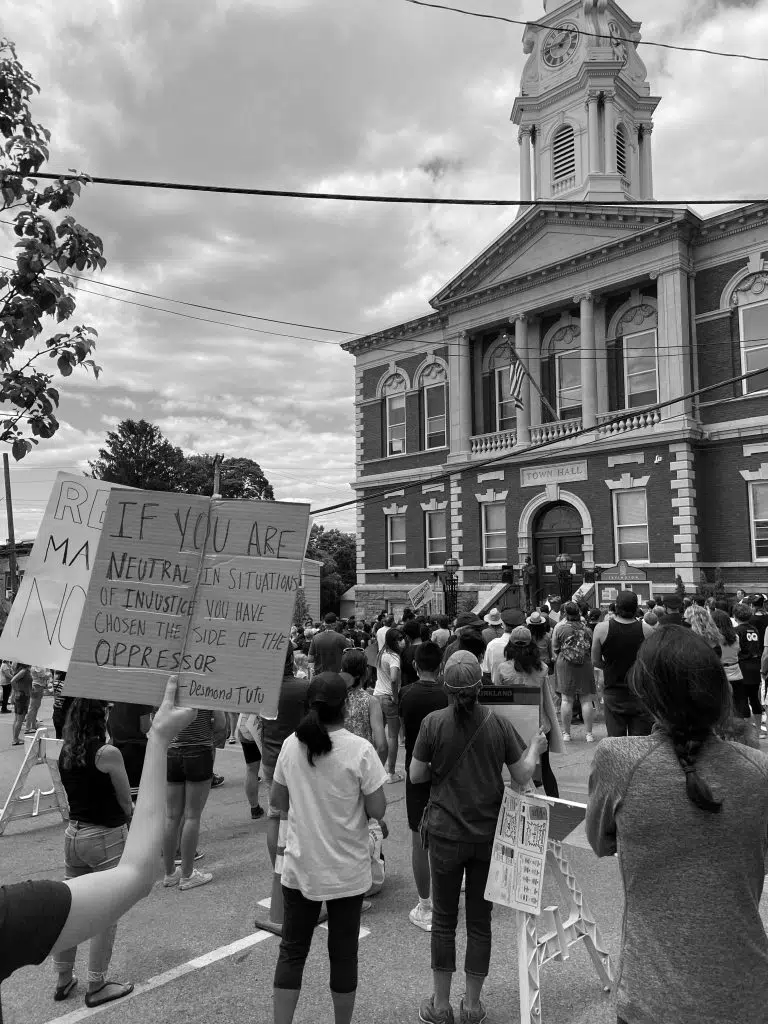 TOWN HALL
RE
MA
NO
IF YOU ARE
NEUTRAL IN SITUATIONS
OF INJUSTICE YOU HAVE
CHOSEN THE SIDE OF THE
OPPRESSOR
-Desmond TuTu
KIRKLAND
00